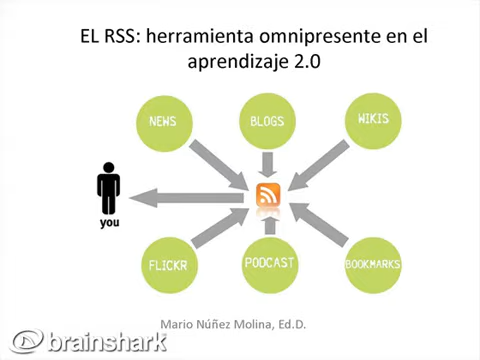 EL RSS: herramienta omnipresente en el
aprendizaje 2.0
NEWS
BLOGS
WIKIS
you
FLICKR
PODCAST
BOOKMARKS
Mario Núñez Molina, Ed.D.
brainshark